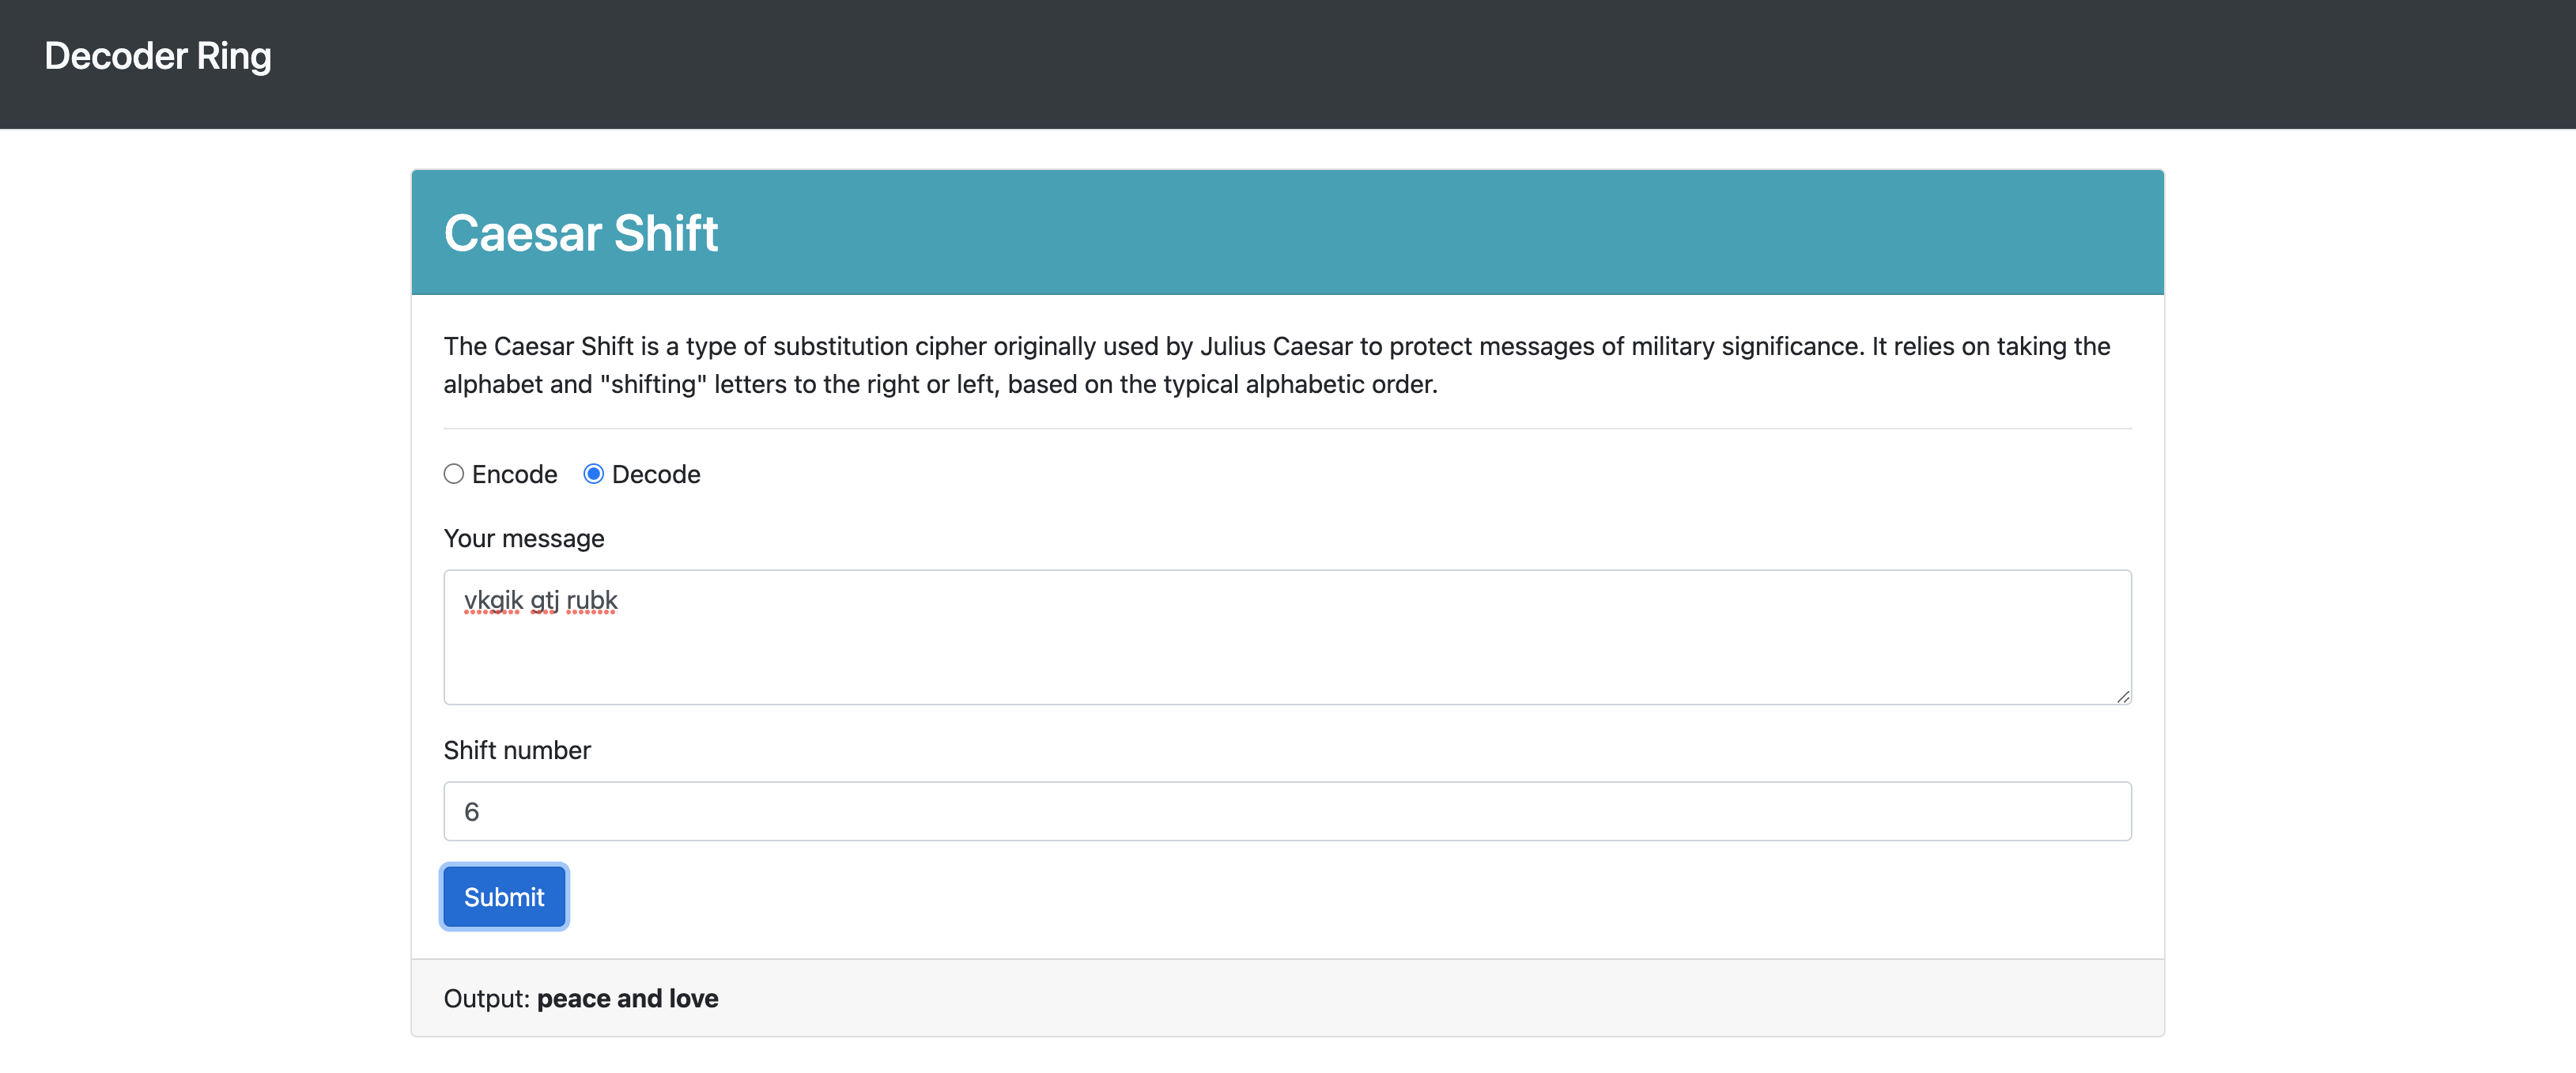 Decoder Ring
Caesar Shift
The Caesar Shift is a type of substitution cipher originally used by Julius Caesar to protect messages of military significance. It relies on taking the
alphabet and "shifting" letters to the right or left, based on the typical alphabetic order.
Encode Decode
Your message
vkgik gtj rubk
Shift number
6
Submit
Output: peace and love